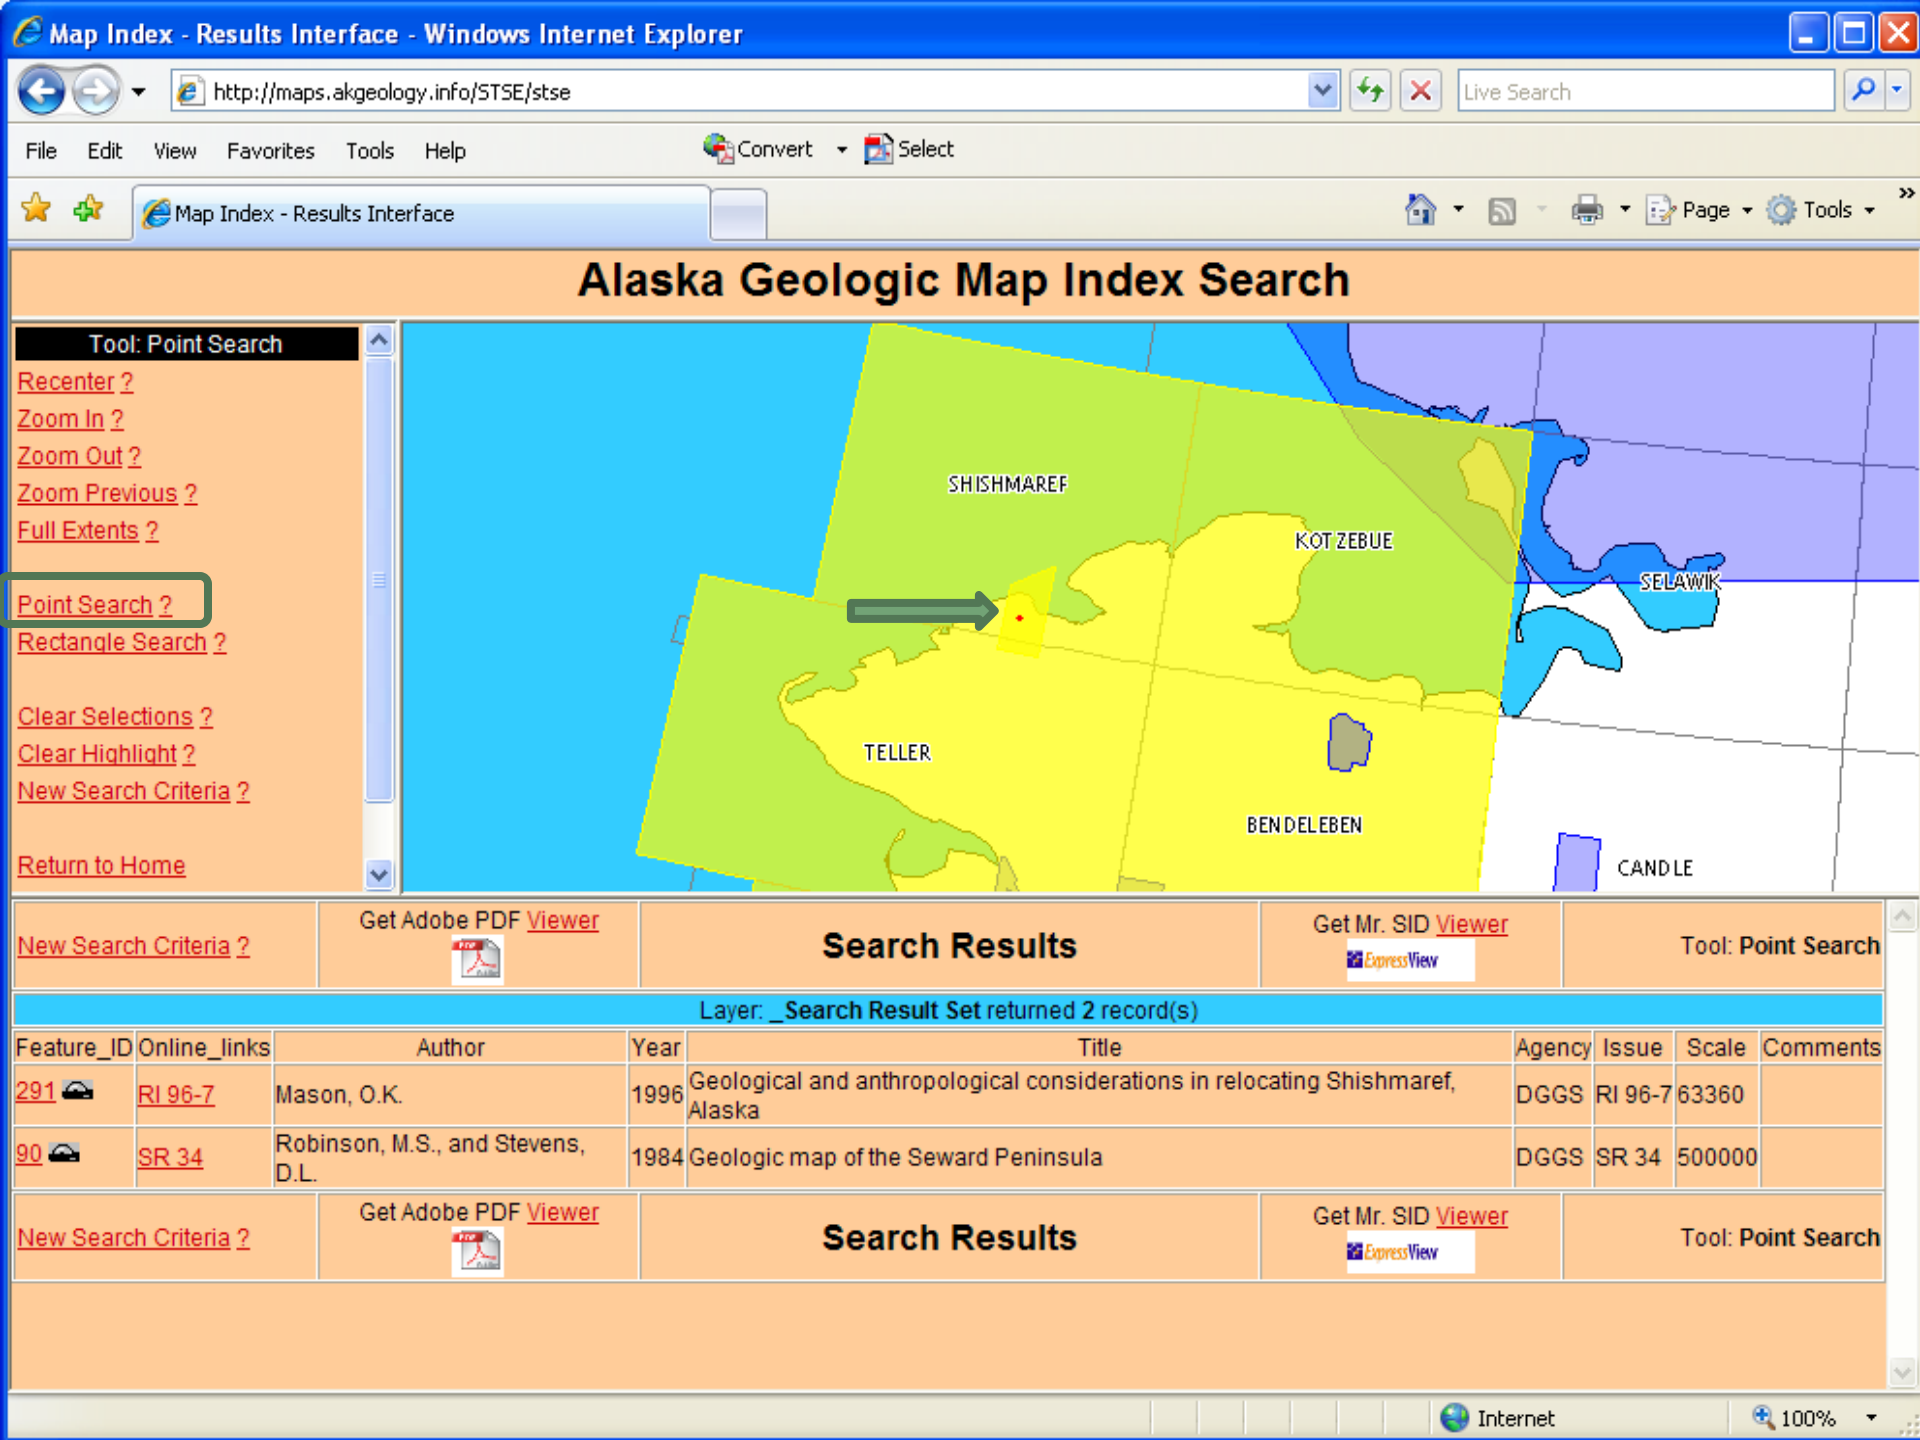 Map Index - Results Interface - Windows Internet Explorer
http://maps.akgeology.info/STSE/stse
Live Search
File Edit View Favorites Tools Help Convert Select
Map Index - Results Interface
Page Tools »
Alaska Geologic Map Index Search
Tool: Point Search
Recenter ?
Zoom In ?
Zoom Out ?
Zoom Previous ?
Full Extents ?
Point Search ?
Rectangle Search ?
Clear Selections ?
Clear Highlight ?
New Search Criteria ?
Return to Home
SHISHMAREF
KOTZEBUE
SELAWIK
TELLER
BENDELEBEN
CANDLE
New Search Criteria ?
Get Adobe PDF Viewer
Search Results
Get Mr. SID Viewer
ExpressView
Tool: Point Search
Layer: _Search Result Set returned 2 record(s)
Feature_ID Online_links Author Year Title Agency Issue Scale Comments
291 RI 96-7 Mason, O.K. 1996 Geological and anthropological considerations in relocating Shishmaref,
Alaska DGGS RI 96-7 63360
90 SR 34 Robinson, M.S., and Stevens,
D.L. 1984 Geologic map of the Seward Peninsula DGGS SR 34 500000
New Search Criteria ?
Get Adobe PDF Viewer
Search Results
Get Mr. SID Viewer
ExpressView
Tool: Point Search
Internet 100%